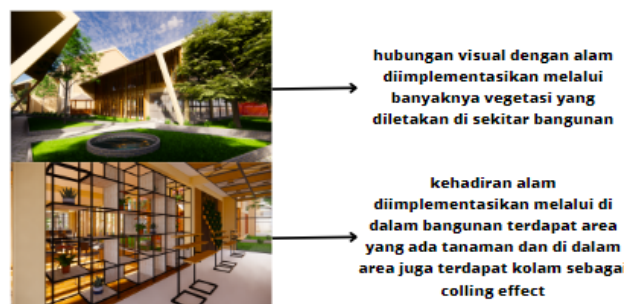 hubungan visual dengan alam
diimplementasikan melalui
banyaknya vegetasi yang
diletakan di sekitar bangunan
kehadiran alam
diimplementasikan melalui di
dalam bangunan terdapat area
yang ada tanaman dan di dalam
area juga terdapat kolam sebagai
colling effect